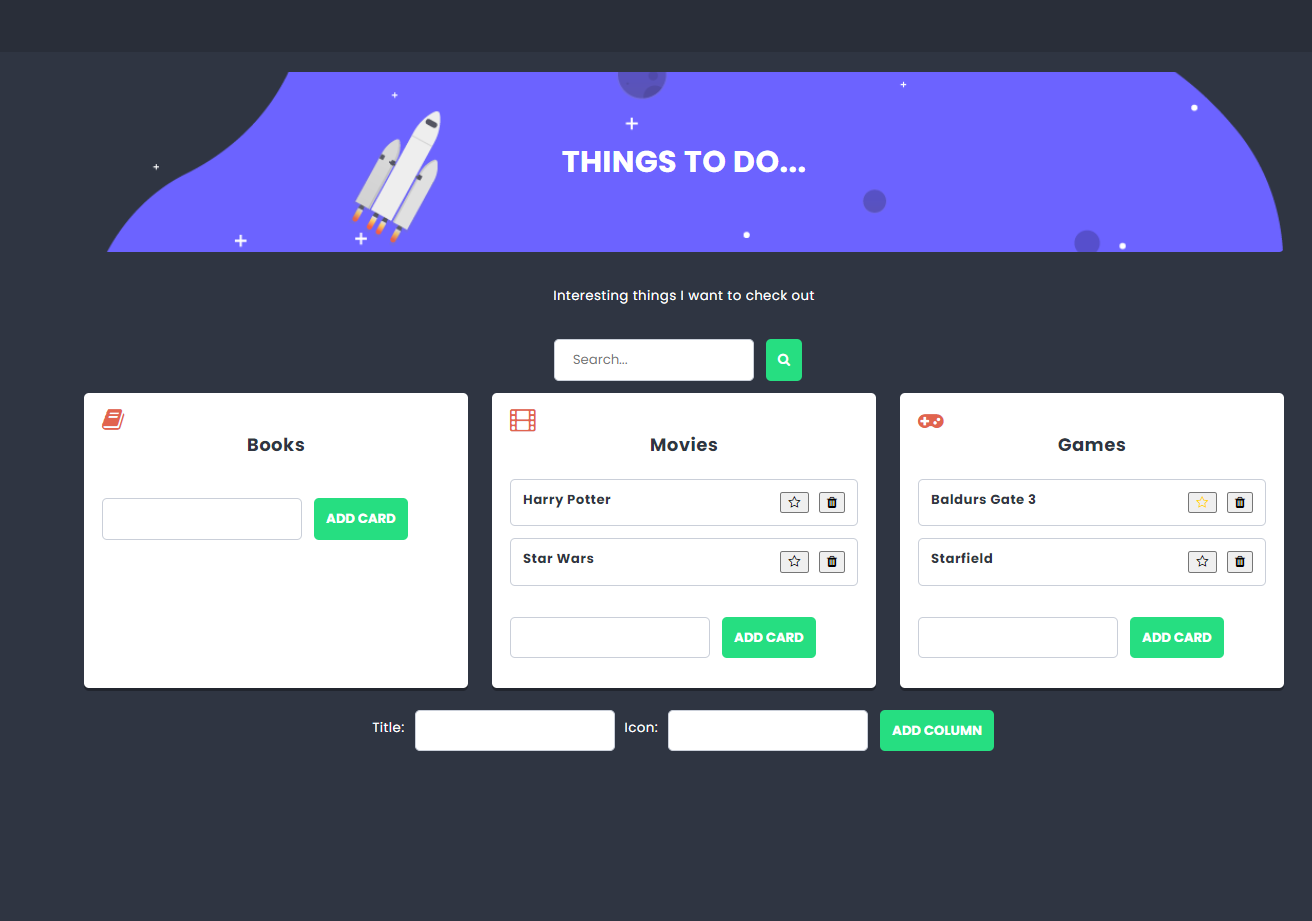 THINGS TO DO...
Interesting things I want to check out
Search...
Books
ADD CARD
Movies
Harry Potter
Star Wars
ADD CARD
Games
Baldurs Gate 3
Starfield
ADD CARD
Title:
Icon:
ADD COLUMN